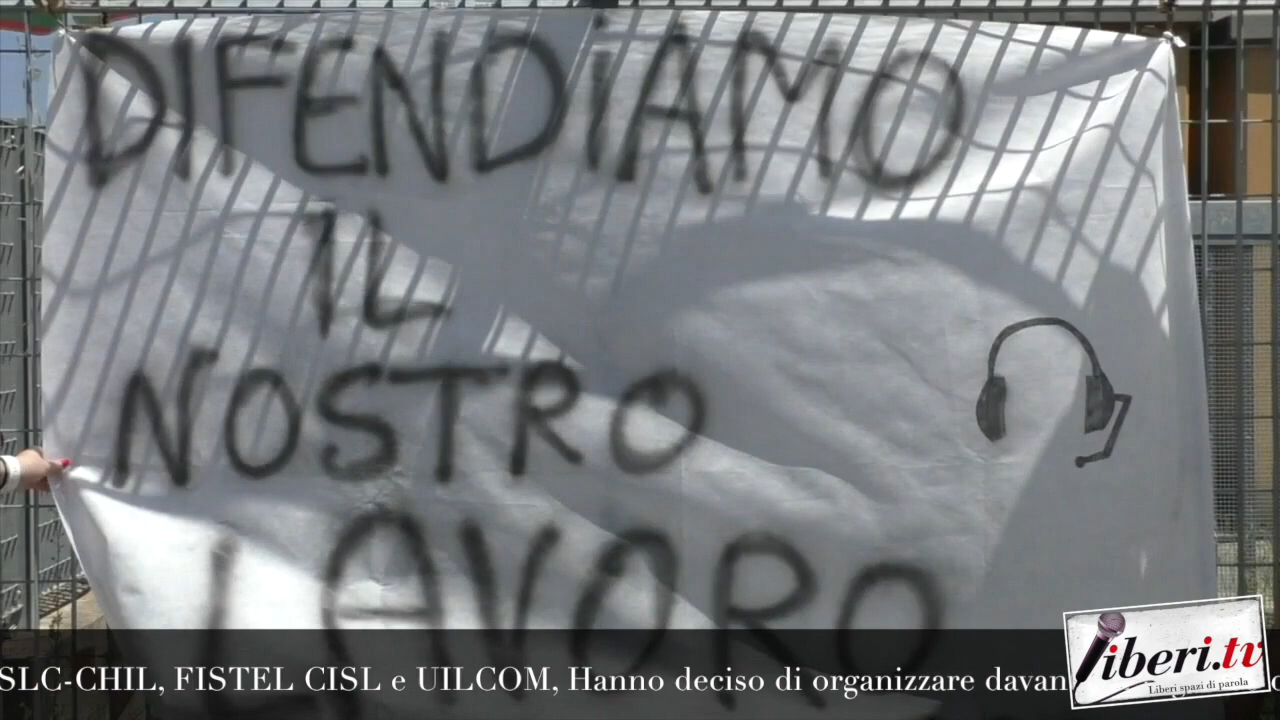 DIFENDiAMO
IL
NOSTRO
LAVORO
SLC-CHIL, FISTEL CISL e UILCOM, Hanno deciso di organizzare davan
Liberi.tv
Liberi spazi di parola